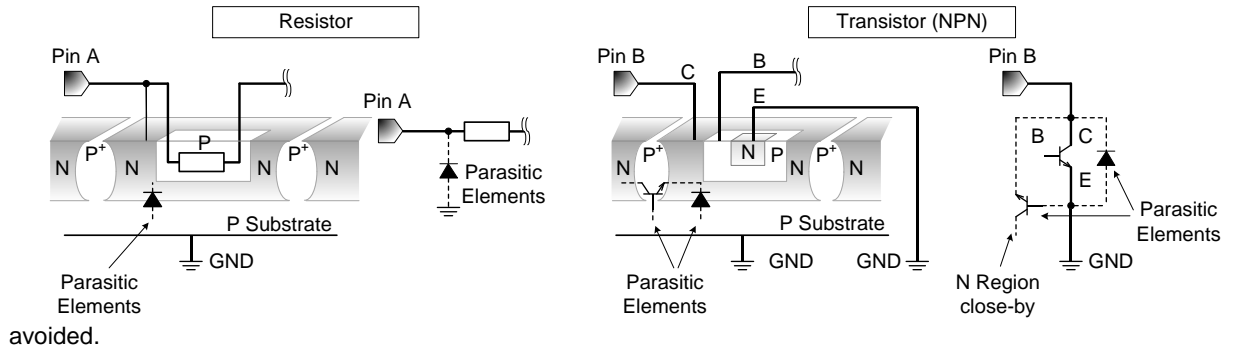 Resistor
Transistor (NPN)
Pin A
Pin B
C
B
E
Pin B
Pin A
N
P+
N
P
N
P+
N
Parasitic
Elements
P Substrate
GND
Parasitic
Elements
N
P+
N
N
P
N
P+
N
P Substrate
GND
GND
Parasitic
Elements
B
C
E
Parasitic
Elements
GND
N Region
close-by
avoided.